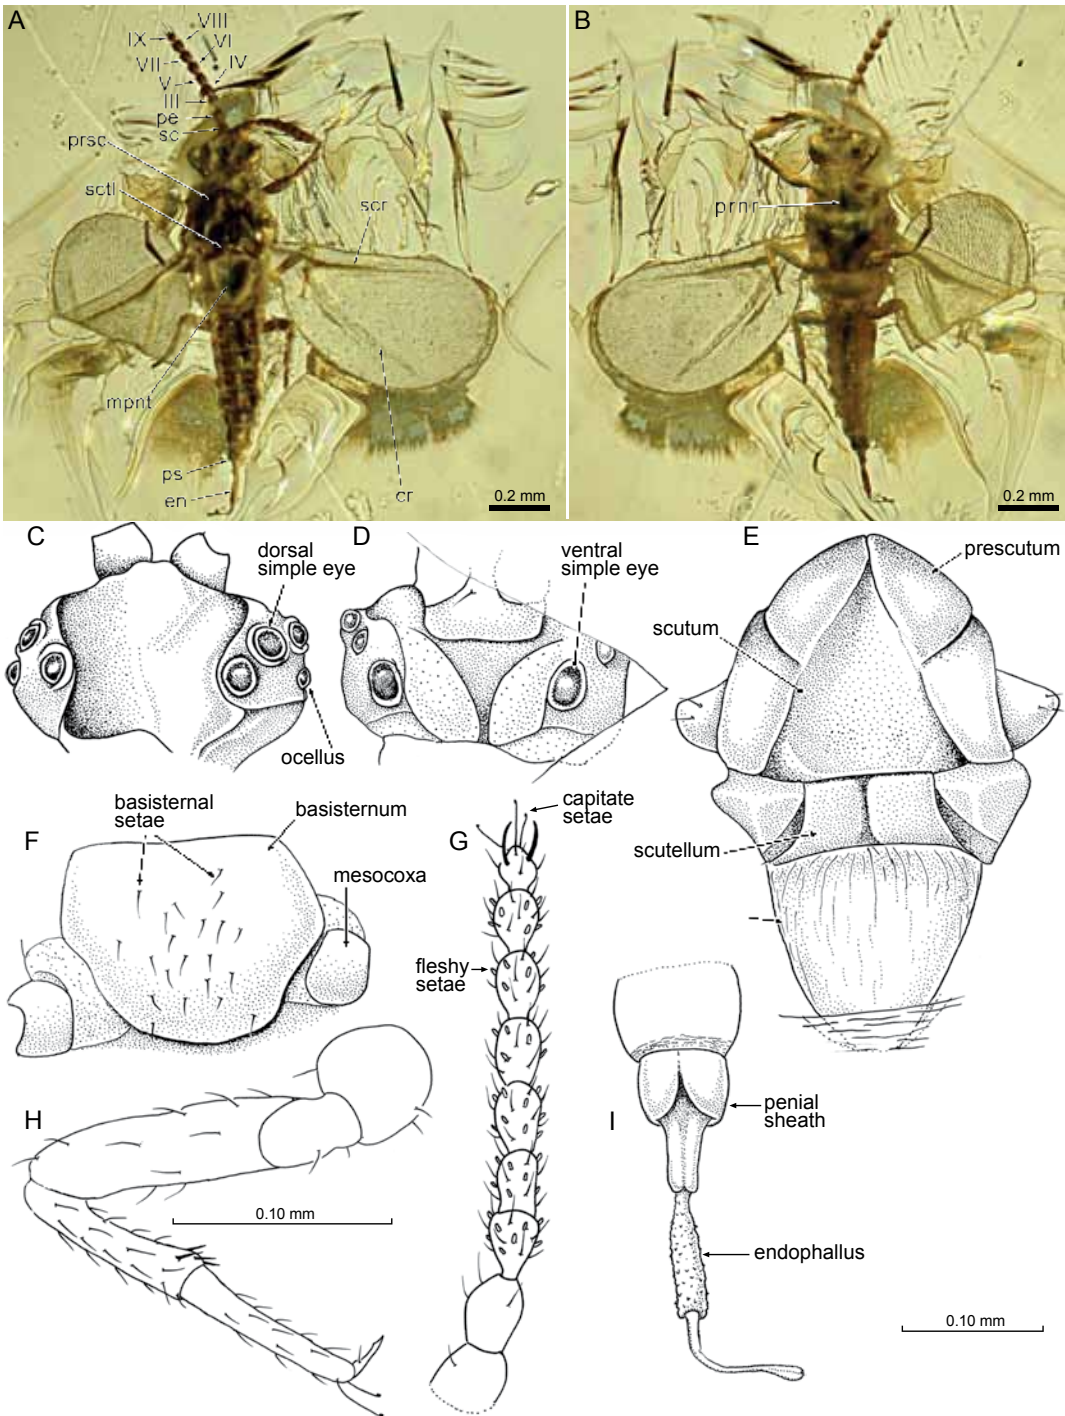 A
VIII
IX
VI
VII
IV
V
III
pe
sc
prsc
sctl
scr
mpnt
ps
en
cr
0.2 mm
B
prnr
0.2 mm
C
dorsal
simple eye
ocellus
D
ventral
simple eye
E
prescutum
scutum
scutellum
F
basisternal
setae
basisternum
mesocoxa
G
capitate
setae
fleshy
setae
H
0.10 mm
I
penial
sheath
endophallus
0.10 mm